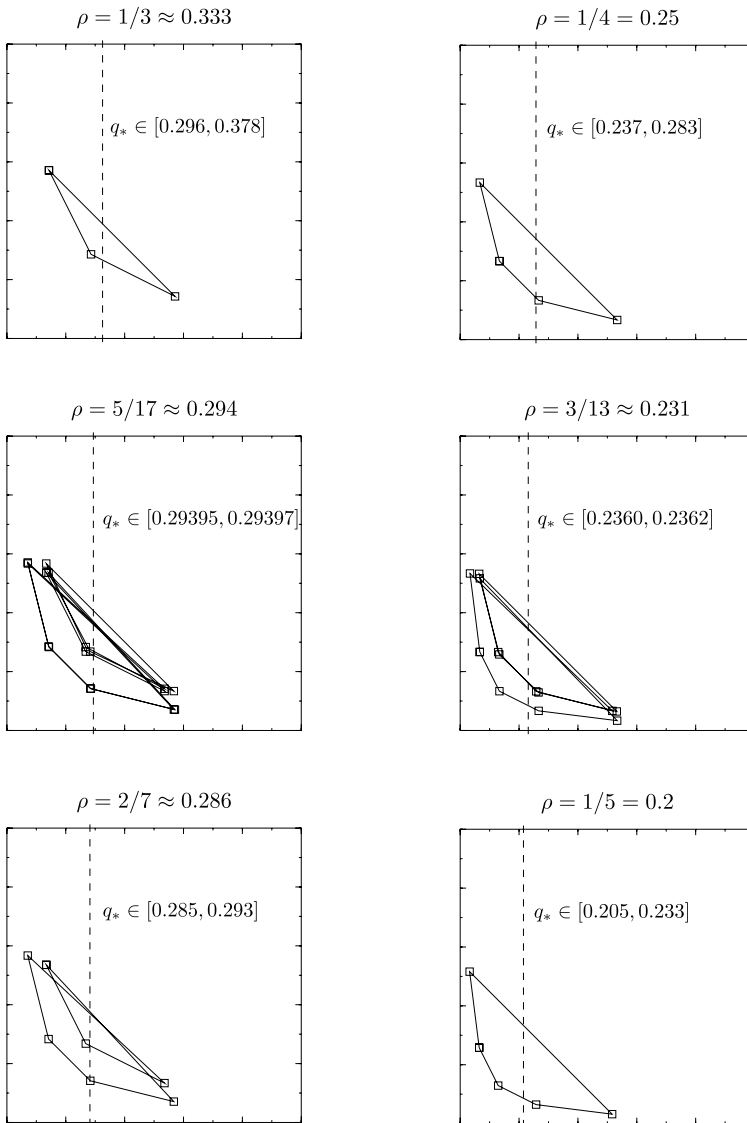 ρ = 1/3 ≈ 0.333
q* ∈ [0.296, 0.378]
ρ = 1/4 = 0.25
q* ∈ [0.237, 0.283]
ρ = 5/17 ≈ 0.294
q* ∈ [0.29395, 0.29397]
ρ = 3/13 ≈ 0.231
q* ∈ [0.2360, 0.2362]
ρ = 2/7 ≈ 0.286
q* ∈ [0.285, 0.293]
ρ = 1/5 = 0.2
q* ∈ [0.205, 0.233]